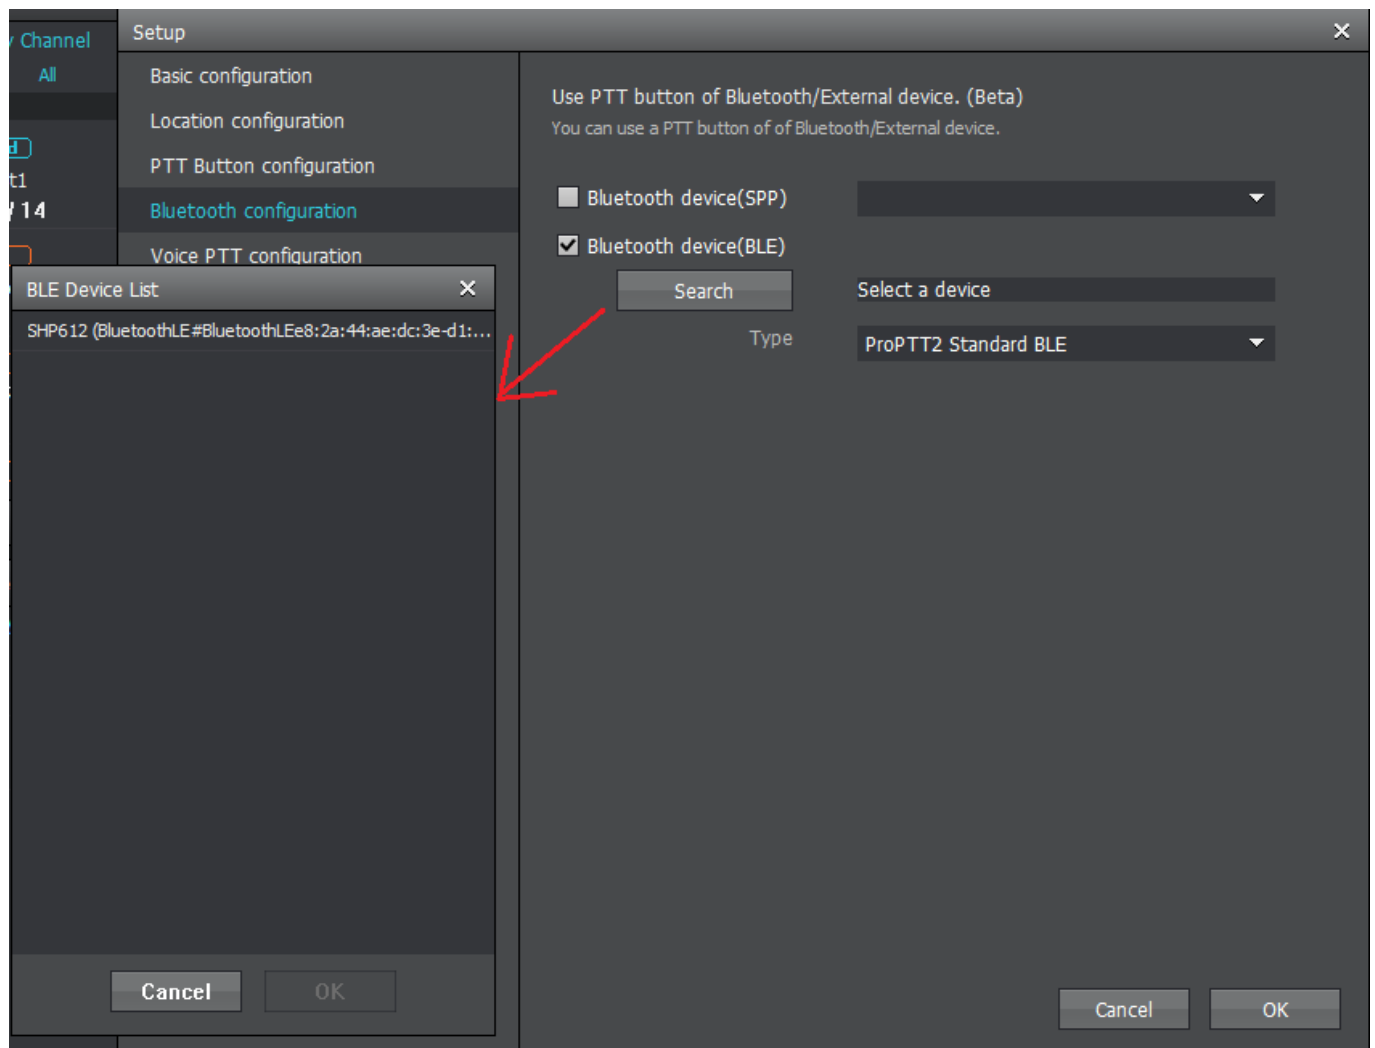 Channel
All
t1
14
Setup
Basic configuration
Location configuration
PTT Button configuration
Bluetooth configuration
Voice PTT configuration
Use PTT button of Bluetooth/External device. (Beta)
You can use a PTT button of of Bluetooth/External device.
Bluetooth device(SPP)
Bluetooth device(BLE)
Search Select a device
Type ProPTT2 Standard BLE
BLE Device List
SHP612 (BluetoothLE#BluetoothLEe8:2a:44:ae:dc:3e-d1:...
Cancel OK
Cancel OK